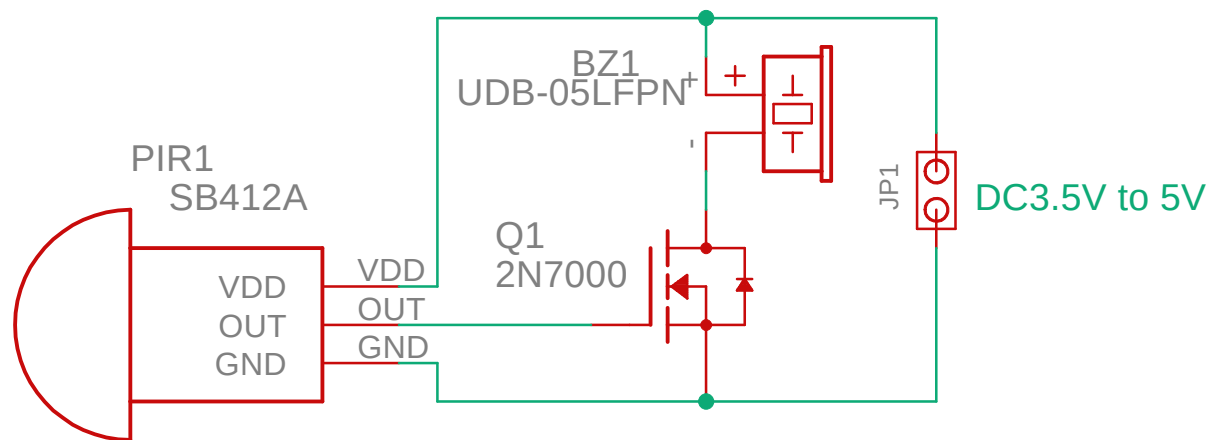 BZ1
UDB-05LFPN
+
-
PIR1
SB412A
JP1
DC3.5V to 5V
Q1
2N7000
VDD VDD
OUT OUT
GND GND